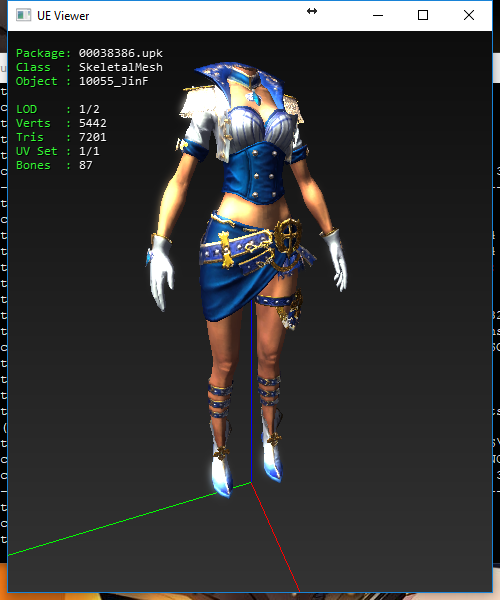 UE Viewer
Package: 00038386.upk
Class : SkeletalMesh
Object : 10055_JinF
LOD : 1/2
Verts : 5442
Tris : 7201
UV Set : 1/1
Bones : 87